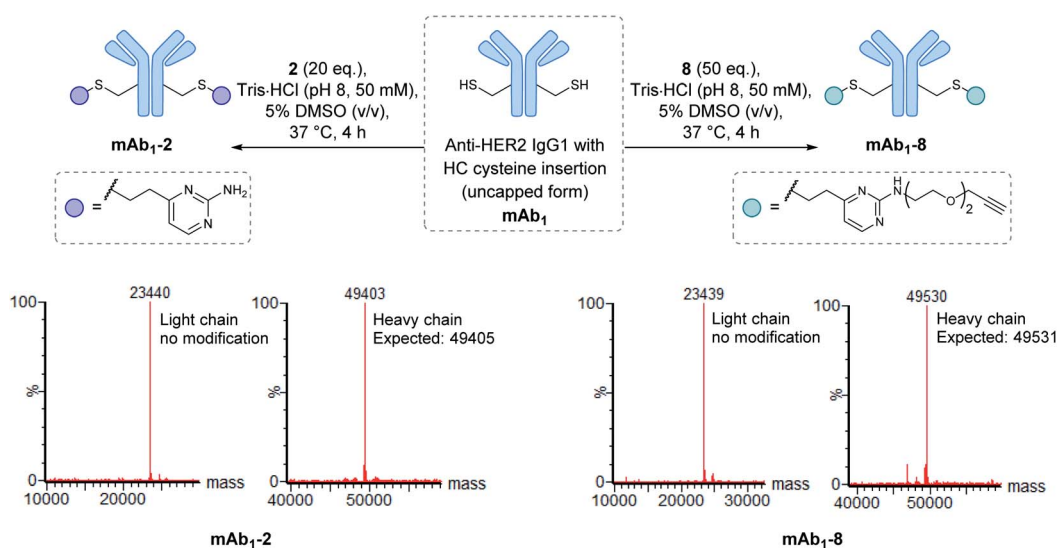 S
S
mAb₁-2
2 (20 eq.),
Tris·HCl (pH 8, 50 mM),
5% DMSO (v/v),
37 °C, 4 h
HS
SH
Anti-HER2 IgG1 with
HC cysteine insertion
(uncapped form)
mAb₁
8 (50 eq.),
Tris·HCl (pH 8, 50 mM),
5% DMSO (v/v),
37 °C, 4 h
S
S
mAb₁-8
=
N
NH₂
N
=
N
H
N
N
O
2
23440
100
%
0
Light chain
no modification
10000
20000
mass
49403
100
%
0
Heavy chain
Expected: 49405
40000
50000
mass
mAb₁-2
23439
100
%
0
Light chain
no modification
10000
20000
30000
mass
49530
100
%
0
Heavy chain
Expected: 49531
40000
50000
mass
mAb₁-8